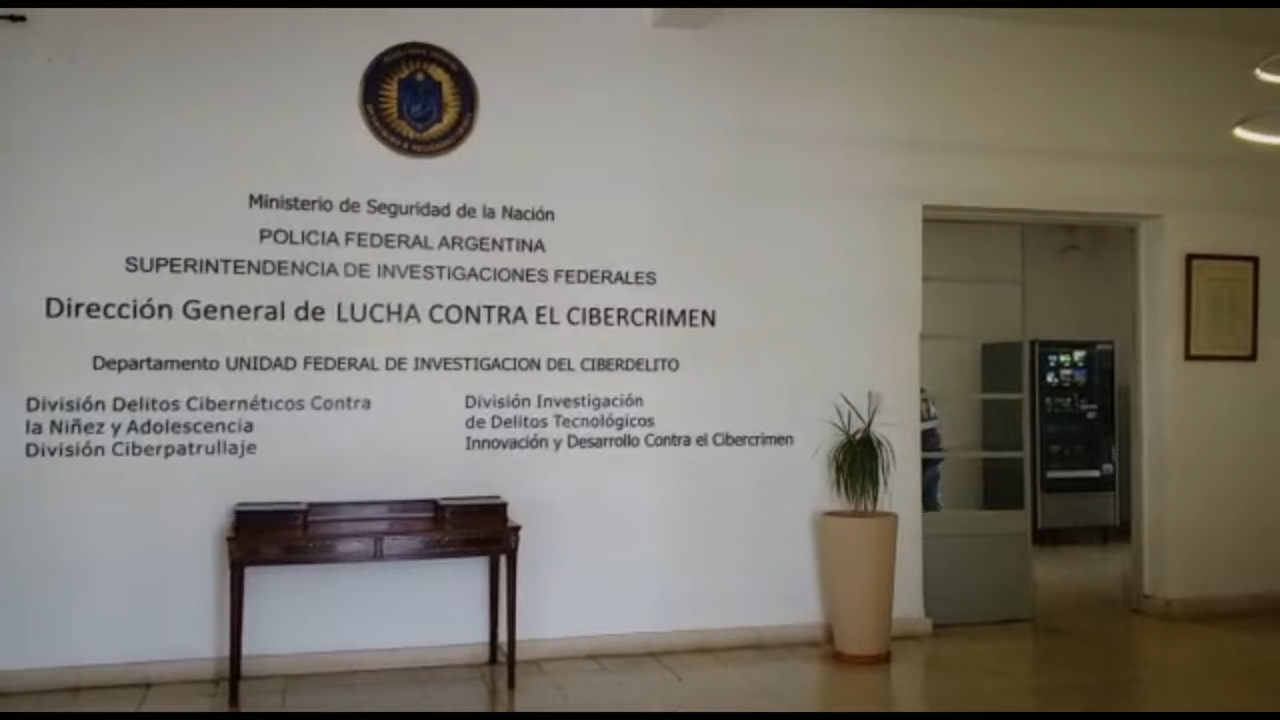 Ministerio de Seguridad de la Nación
POLICIA FEDERAL ARGENTINA
SUPERINTENDENCIA DE INVESTIGACIONES FEDERALES
Dirección General de LUCHA CONTRA EL CIBERCRIMEN
Departamento UNIDAD FEDERAL DE INVESTIGACION DEL CIBERDELITO
División Delitos Cibernéticos Contra
la Niñez y Adolescencia
División Ciberpatrullaje
División Investigación
de Delitos Tecnológicos
Innovación y Desarrollo Contra el Cibercrimen